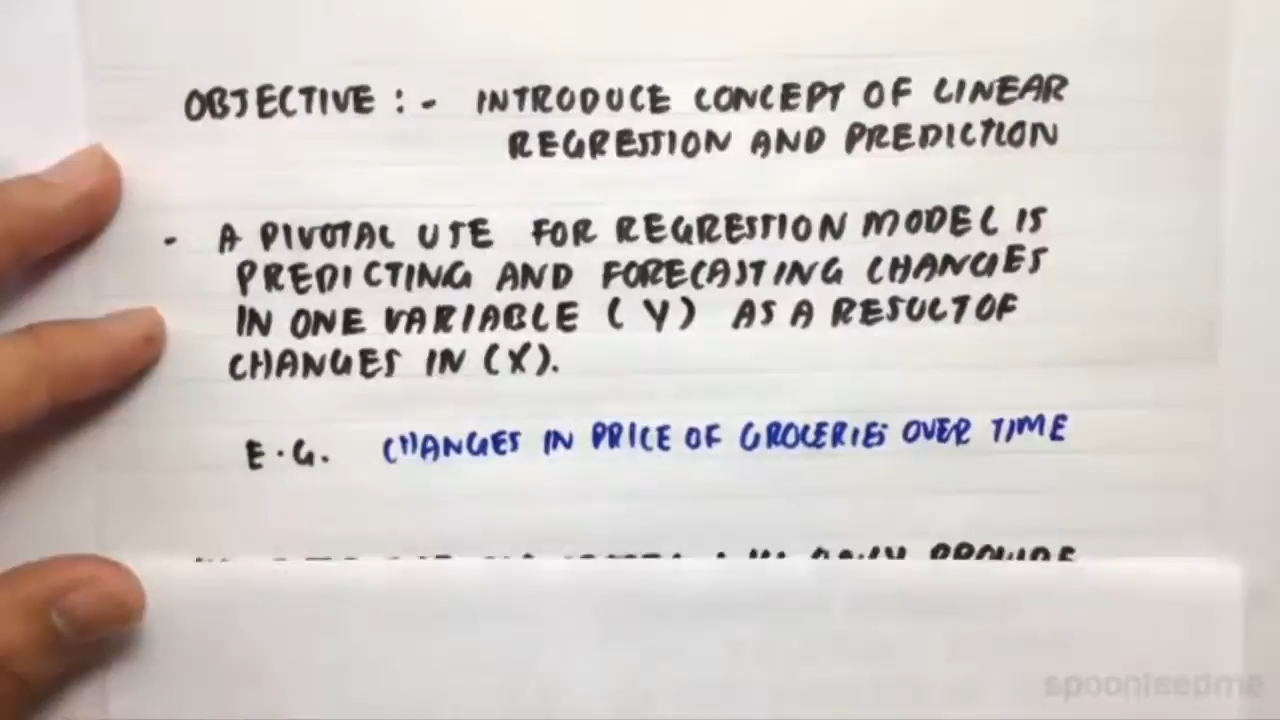 OBJECTIVE :- INTRODUCE CONCEPT OF LINEAR
REGRESSION AND PREDICTION
- A PIVOTAL USE FOR REGRESSION MODEL IS
PREDICTING AND FORECASTING CHANGES
IN ONE VARIABLE (Y) AS A RESULT OF
CHANGES IN (X).
E.G. CHANGES IN PRICE OF GROCERIES OVER TIME
PROVIDE
spoonfeedme